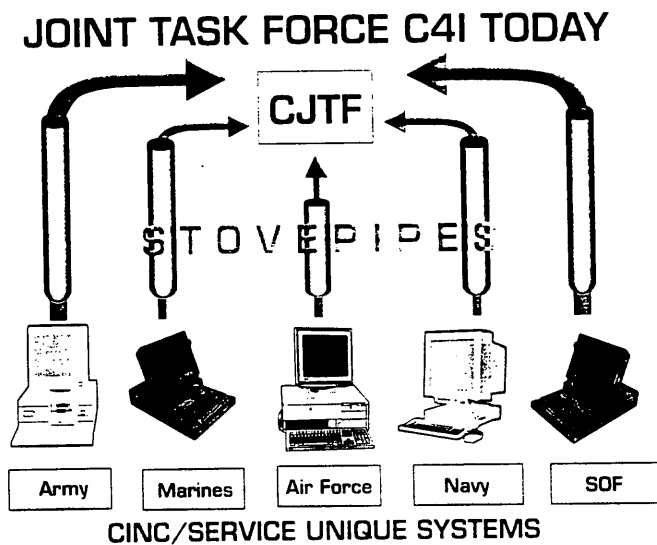 JOINT TASK FORCE C4I TODAY
CJTF
STOVEPIPES
Army
Marines
Air Force
Navy
SOF
CINC/SERVICE UNIQUE SYSTEMS